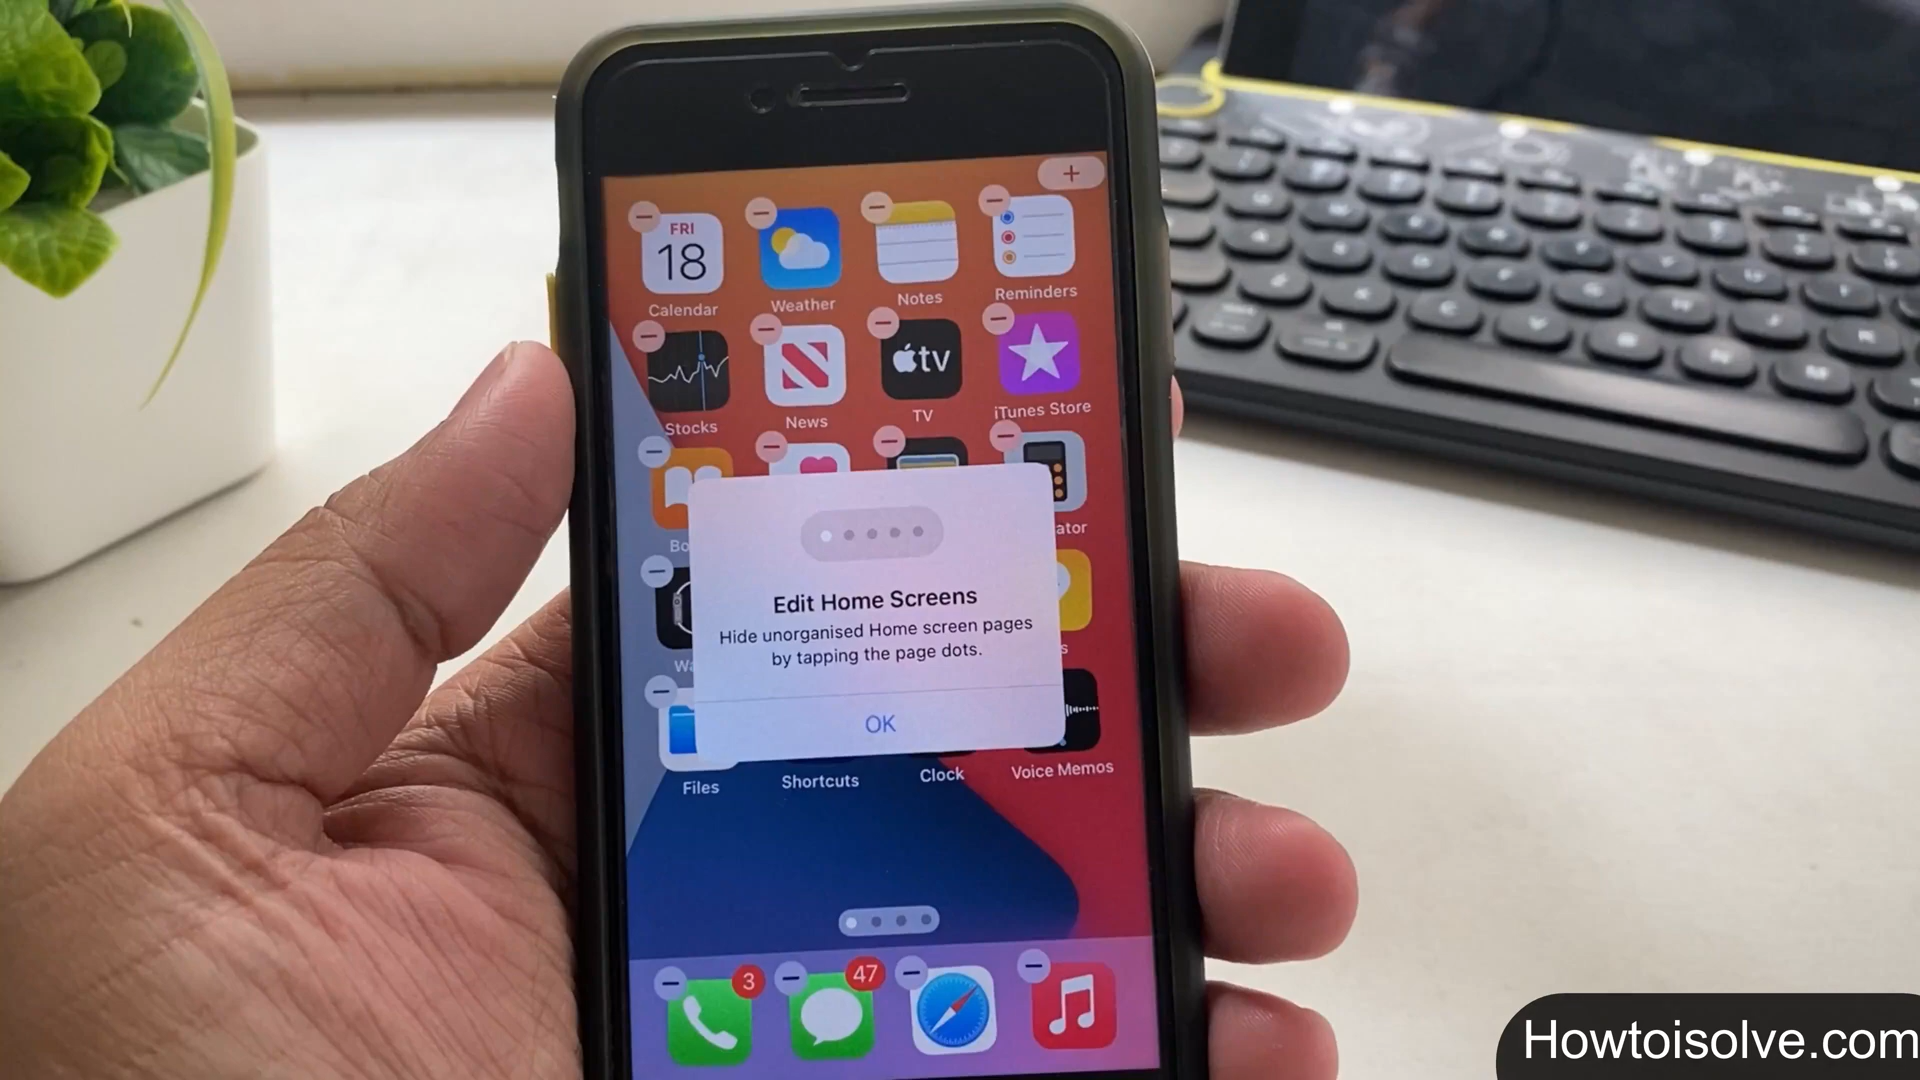 +
FRI
18
Calendar
Weather
Notes
Reminders
tv
Stocks
News
TV
iTunes Store
Edit Home Screens
Hide unorganised Home screen pages
by tapping the page dots.
OK
Files
Shortcuts
Clock
Voice Memos
3
47
Howtoisolve.com